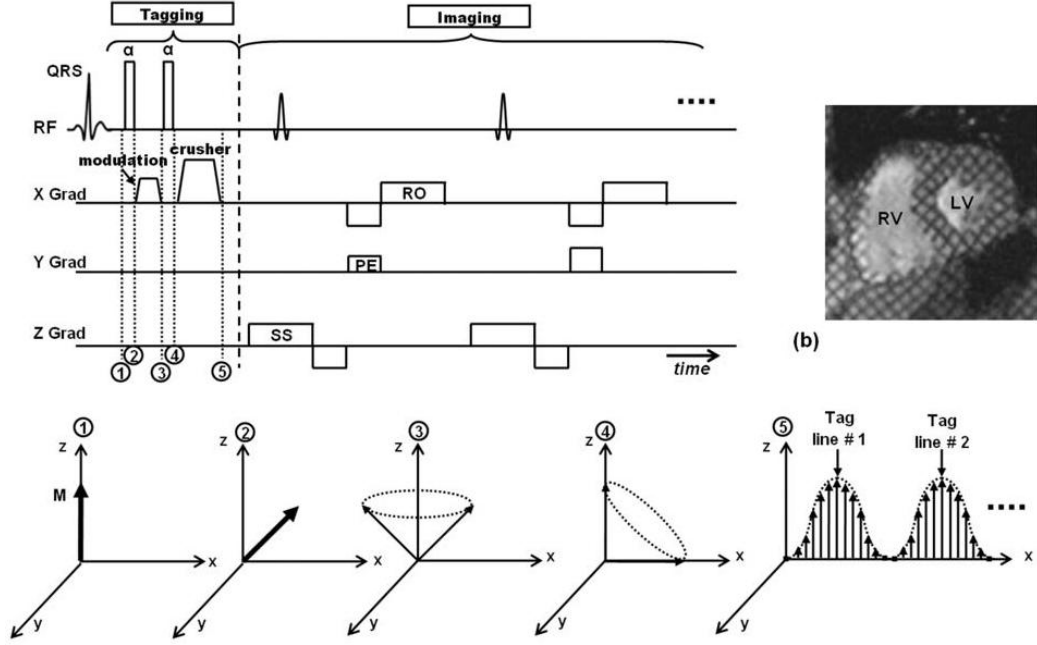 Tagging
Imaging
α
α
QRS
RF
modulation
crusher
X Grad
RO
RV
LV
Y Grad
PE
Z Grad
SS
(b)
time
1
2
3
4
5
1
z
M
x
y
2
z
x
y
3
z
x
y
4
z
x
y
5
z
Tag
line # 1
Tag
line # 2
x
y